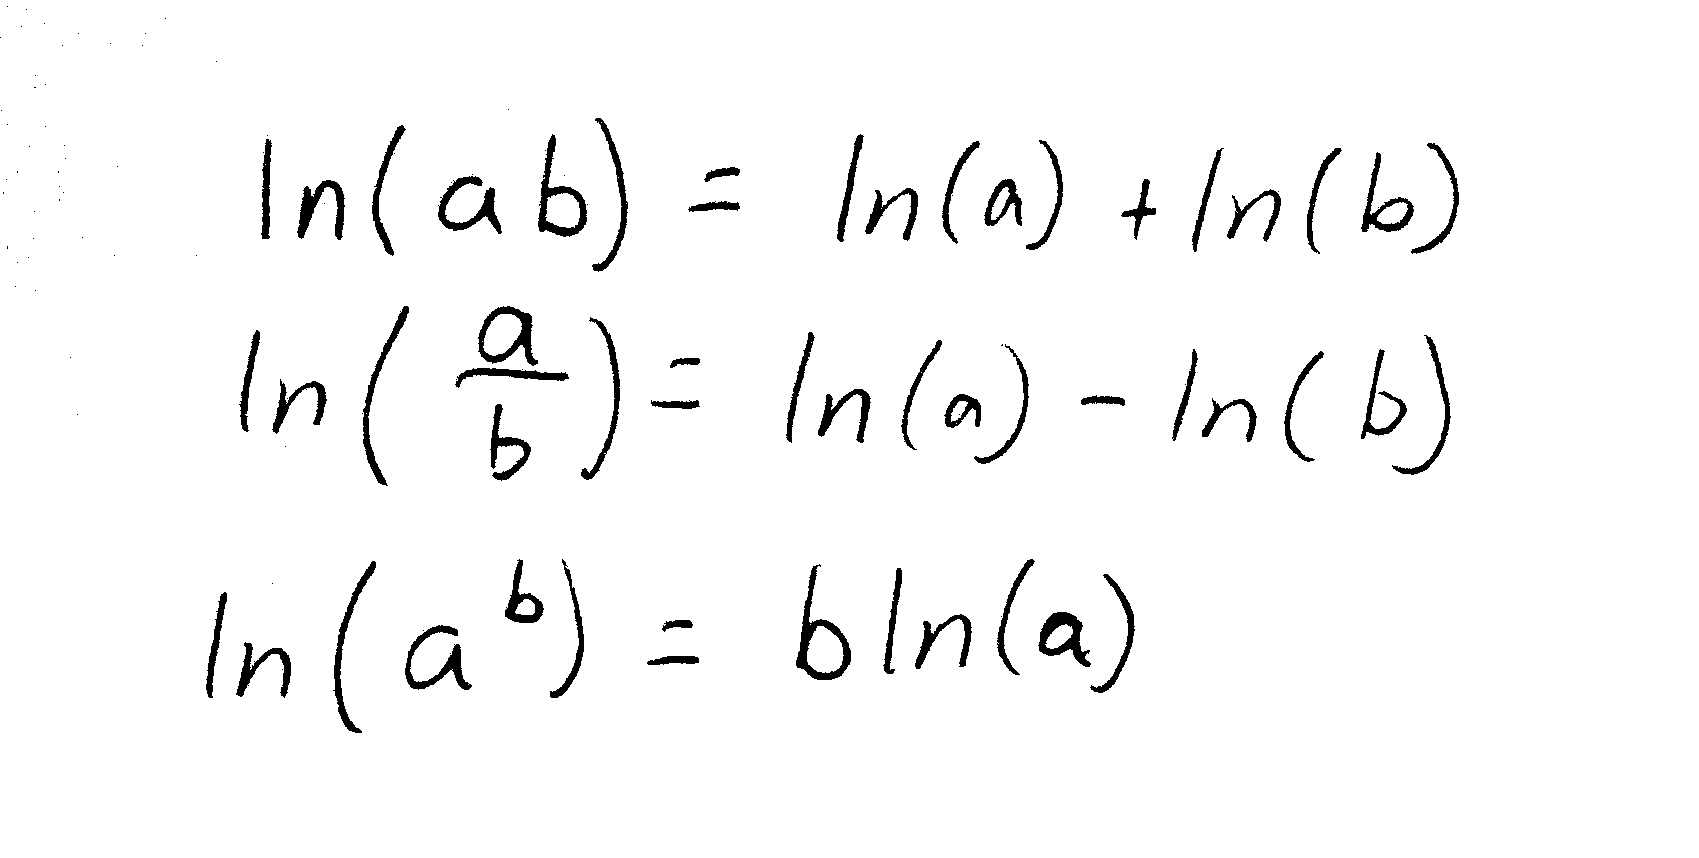 ln(ab) = ln(a) + ln(b)
ln(a/b) = ln(a) - ln(b)
ln(a^b) = b ln(a)